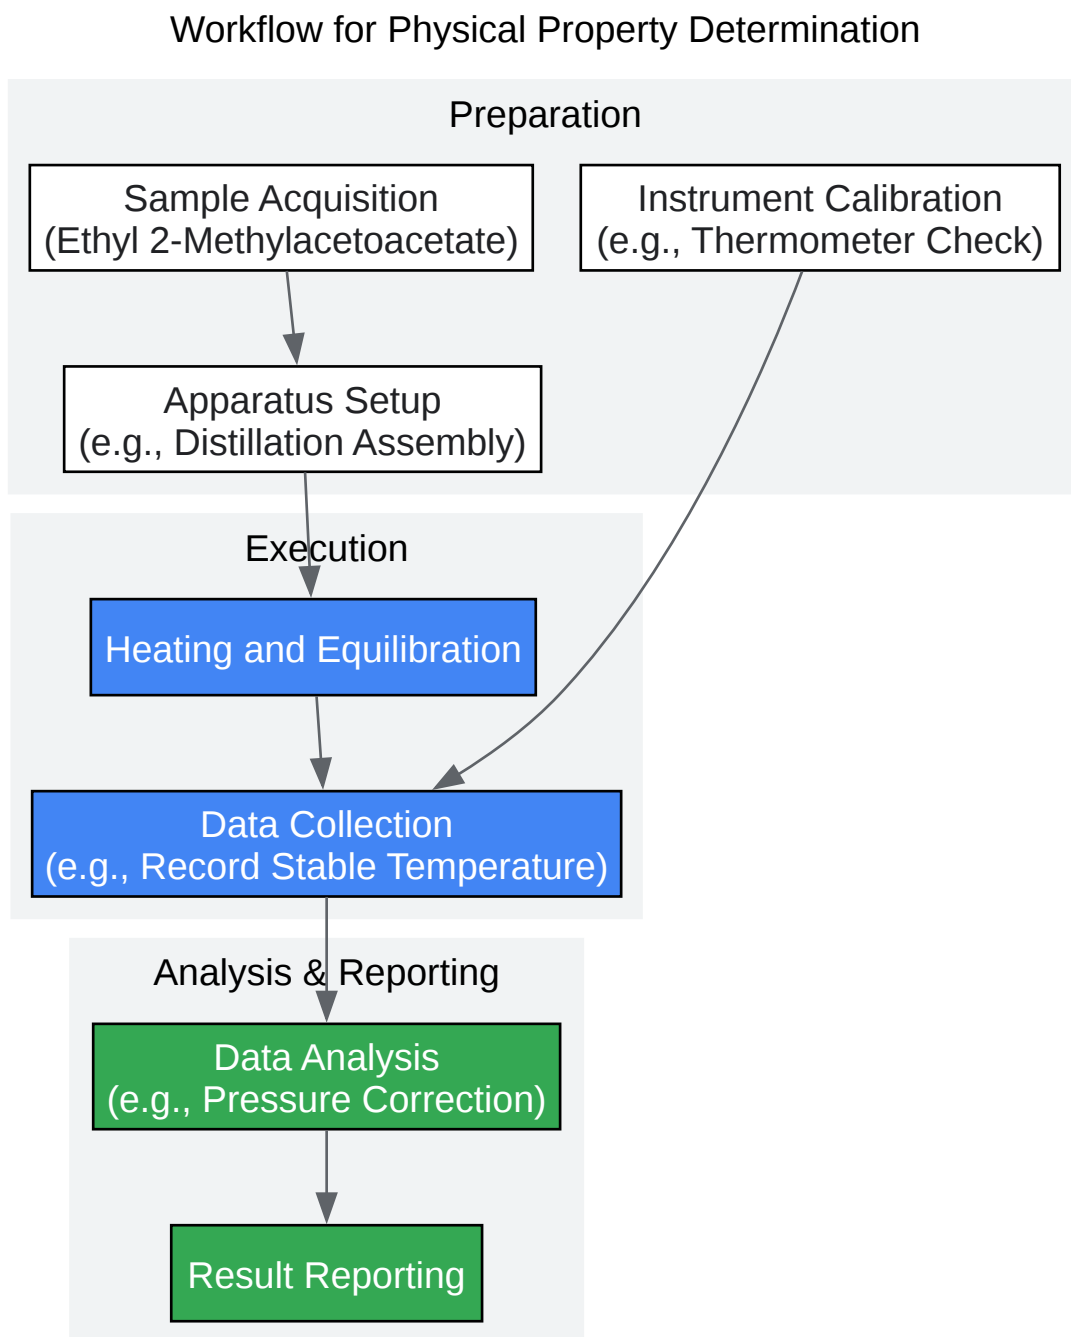 Workflow for Physical Property Determination
Preparation
Sample Acquisition
(Ethyl 2-Methylacetoacetate)
Instrument Calibration
(e.g., Thermometer Check)
Apparatus Setup
(e.g., Distillation Assembly)
Execution
Heating and Equilibration
Data Collection
(e.g., Record Stable Temperature)
Analysis & Reporting
Data Analysis
(e.g., Pressure Correction)
Result Reporting